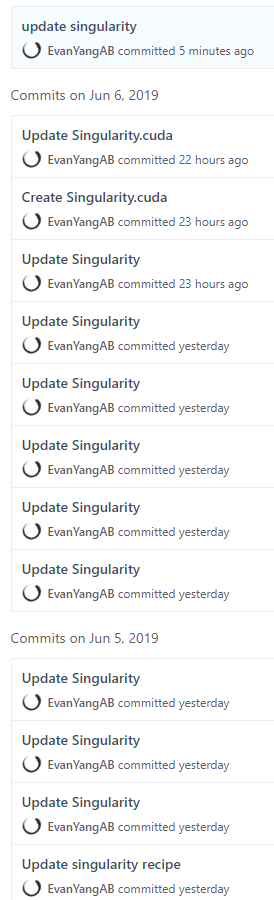 update singularity
EvanYangAB committed 5 minutes ago
Commits on Jun 6, 2019
Update Singularity.cuda
EvanYangAB committed 22 hours ago
Create Singularity.cuda
EvanYangAB committed 23 hours ago
Update Singularity
EvanYangAB committed 23 hours ago
Update Singularity
EvanYangAB committed yesterday
Update Singularity
EvanYangAB committed yesterday
Update Singularity
EvanYangAB committed yesterday
Update Singularity
EvanYangAB committed yesterday
Update Singularity
EvanYangAB committed yesterday
Commits on Jun 5, 2019
Update Singularity
EvanYangAB committed yesterday
Update Singularity
EvanYangAB committed yesterday
Update Singularity
EvanYangAB committed yesterday
Update singularity recipe
EvanYangAB committed yesterday